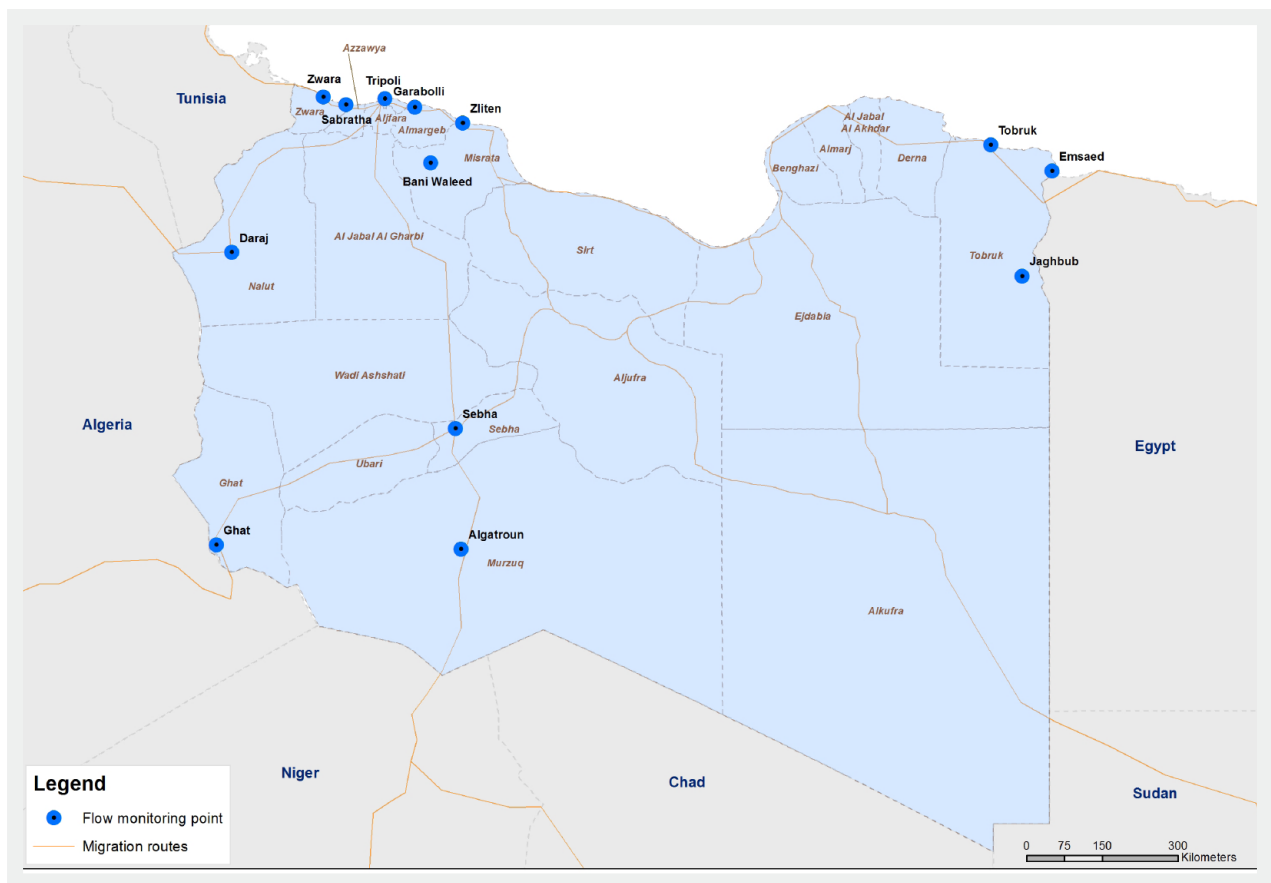 Azzawya
Zwara
Tripoli
Garabolli
Tunisia
Zliten
Zwara
Sabratha
Aljfara
Almargeb
Al Jabal
Al Akhdar
Tobruk
Almarj
Derna
Misrata
Emsaed
Benghazi
Bani Waleed
Daraj
Al Jabal Al Gharbi
Sirt
Tobruk
Jaghbub
Nalut
Ejdabia
Wadi Ashshati
Aljufra
Algeria
Sebha
Sebha
Egypt
Ubari
Ghat
Ghat
Algatroun
Murzuq
Alkufra
Niger
Chad
Sudan
Legend
Flow monitoring point
Migration routes
0 75 150 300
Kilometers